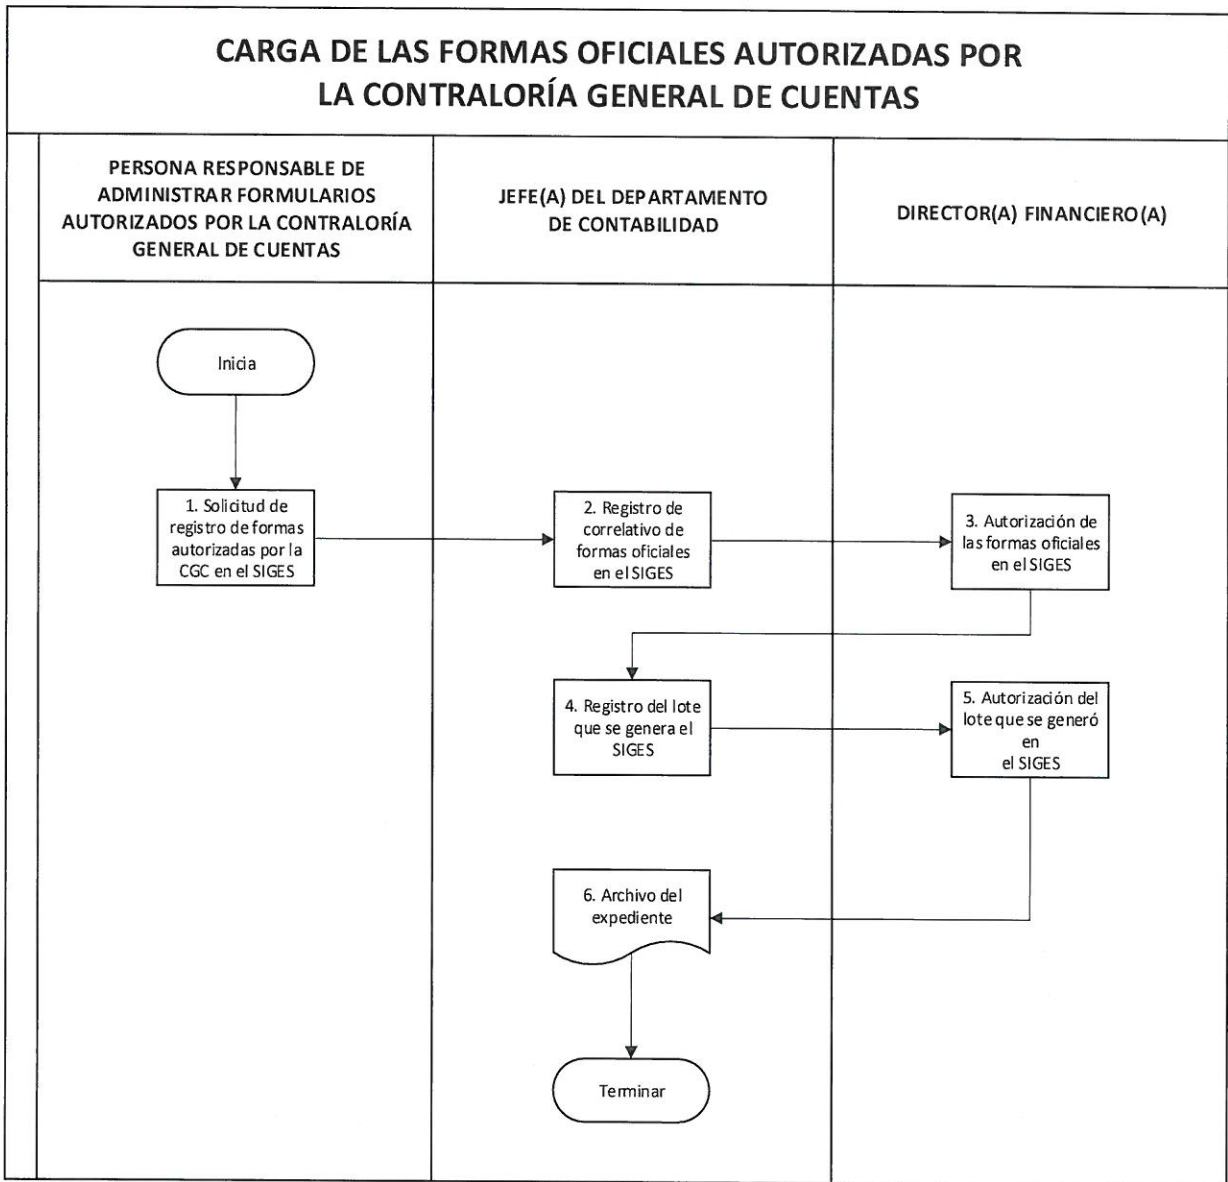 CARGA DE LAS FORMAS OFICIALES AUTORIZADAS POR
LA CONTRALORÍA GENERAL DE CUENTAS
PERSONA RESPONSABLE DE
ADMINISTRAR FORMULARIOS
AUTORIZADOS POR LA CONTRALORÍA
GENERAL DE CUENTAS
JEFE(A) DEL DEPARTAMENTO
DE CONTABILIDAD
DIRECTOR(A) FINANCIERO(A)
Inicia
1. Solicitud de
registro de formas
autorizadas por la
CGC en el SIGES
2. Registro de
correlativo de
formas oficiales
en el SIGES
3. Autorización de
las formas oficiales
en el SIGES
4. Registro del lote
que se genera el
SIGES
5. Autorización del
lote que se generó
en
el SIGES
6. Archivo del
expediente
Terminar